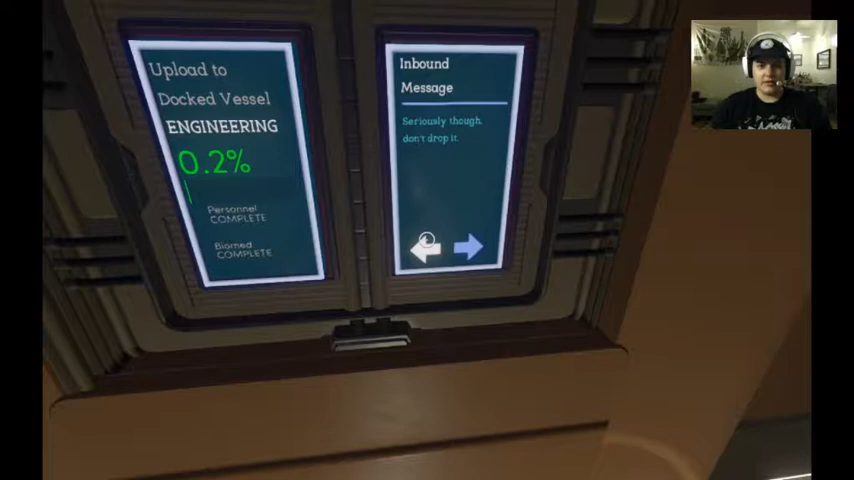 Upload to
Docked Vessel
ENGINEERING
0.2%
Personnel
COMPLETE
Biomed
COMPLETE
Inbound
Message
Seriously though,
don't drop it.